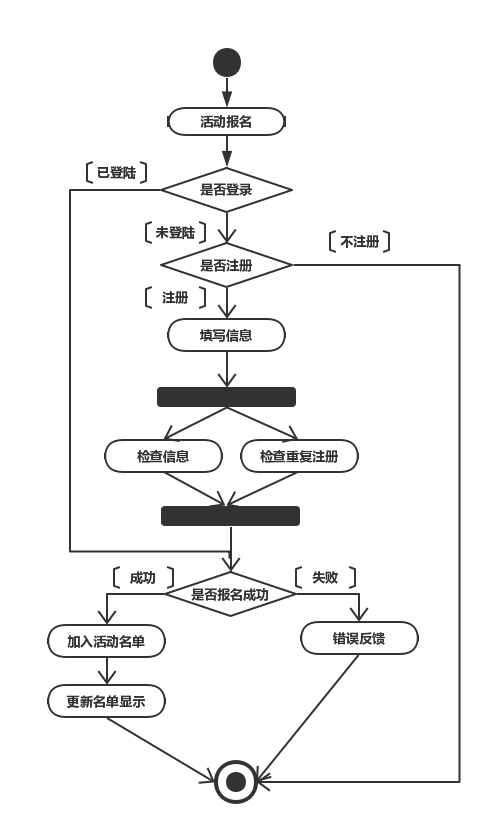 活动报名
[已登陆]
是否登录
[未登陆]
[不注册]
是否注册
[注册]
填写信息
检查信息
检查重复注册
[成功]
[失败]
是否报名成功
加入活动名单
错误反馈
更新名单显示